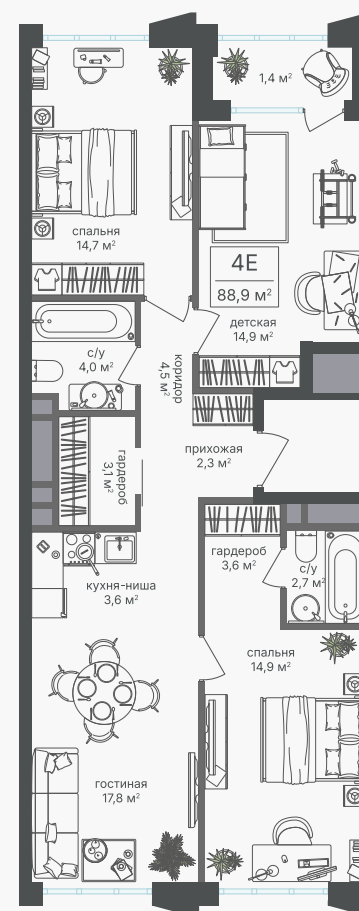 1,4 м²
спальня
14,7 м²
4Е
88,9 м²
детская
14,9 м²
с/у
4,0 м²
коридор
4,5 м²
гардероб
3,1 м²
прихожая
2,3 м²
гардероб
3,6 м²
с/у
2,7 м²
кухня-ниша
3,6 м²
спальня
14,9 м²
гостиная
17,8 м²